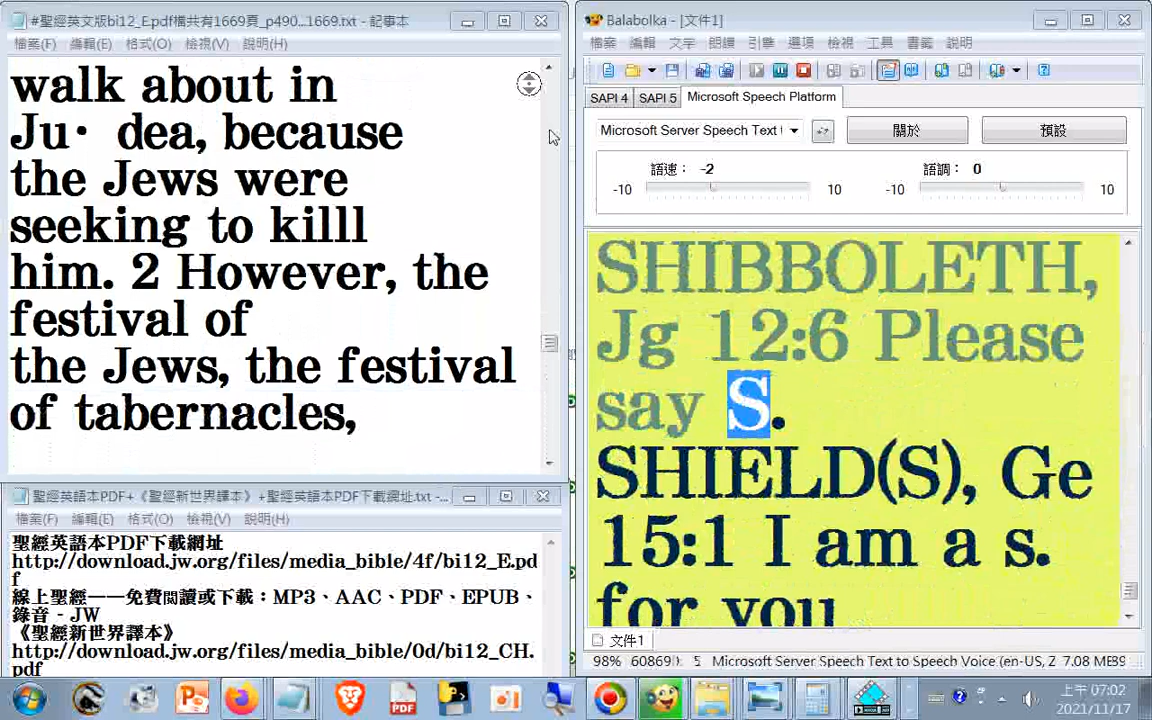 #聖經英文版bi12_E.pdf檔共有1669頁_p490...1669.txt - 記事本
檔案(F) 編輯(E) 格式(O) 檢視(V) 說明(H)
walk about in
Ju· dea, because
the Jews were
seeking to killl
him. 2 However, the
festival of
the Jews, the festival
of tabernacles,
聖經英語本PDF+《聖經新世界譯本》+聖經英語本PDF下載網址.txt -...
檔案(F) 編輯(E) 格式(O) 檢視(V) 說明(H)
聖經英語本PDF下載網址
http://download.jw.org/files/media_bible/4f/bi12_E.pd
f
線上聖經——免費閱讀或下載：MP3、AAC、PDF、EPUB、
錄音 - JW
《聖經新世界譯本》
http://download.jw.org/files/media_bible/0d/bi12_CH.
pdf
Balabolka - [文件1]
檔案 編輯 文字 朗讀 引擎 選項 檢視 工具 書籤 說明
SAPI 4 SAPI 5 Microsoft Speech Platform
Microsoft Server Speech Text 關於 預設
語速： -2 語調： 0
-10 10 -10 10
SHIBBOLETH,
Jg 12:6 Please
say S.
SHIELD(S), Ge
15:1 I am a s.
for you
文件1
98% 60869 Microsoft Server Speech Text to Speech Voice (en-US, Z 7.08 MB
上午 07:02
2021/11/17